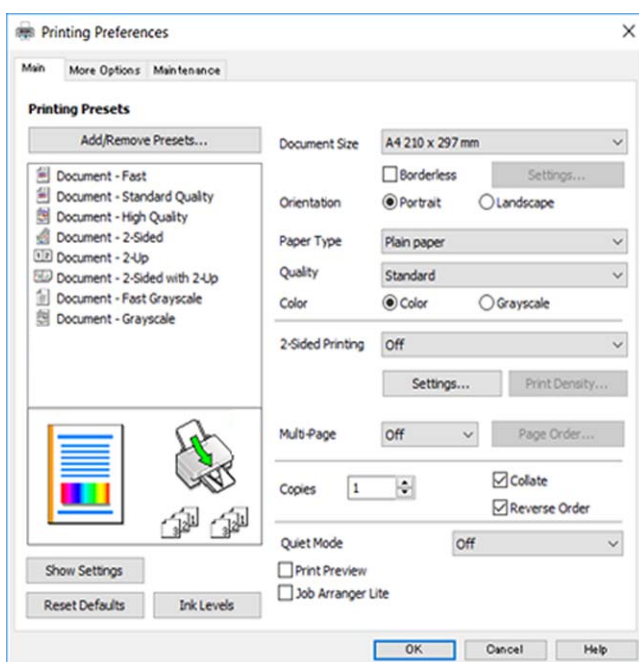 Printing Preferences
Main More Options Maintenance
Printing Presets
Add/Remove Presets...
Document - Fast
Document - Standard Quality
Document - High Quality
Document - 2-Sided
Document - 2-Up
Document - 2-Sided with 2-Up
Document - Fast Grayscale
Document - Grayscale
Show Settings
Reset Defaults Ink Levels
Document Size A4 210 x 297 mm
Borderless Settings...
Orientation Portrait Landscape
Paper Type Plain paper
Quality Standard
Color Color Grayscale
2-Sided Printing Off
Settings... Print Density...
Multi-Page Off Page Order...
Copies 1 Collate
Reverse Order
Quiet Mode Off
Print Preview
Job Arranger Lite
OK Cancel Help